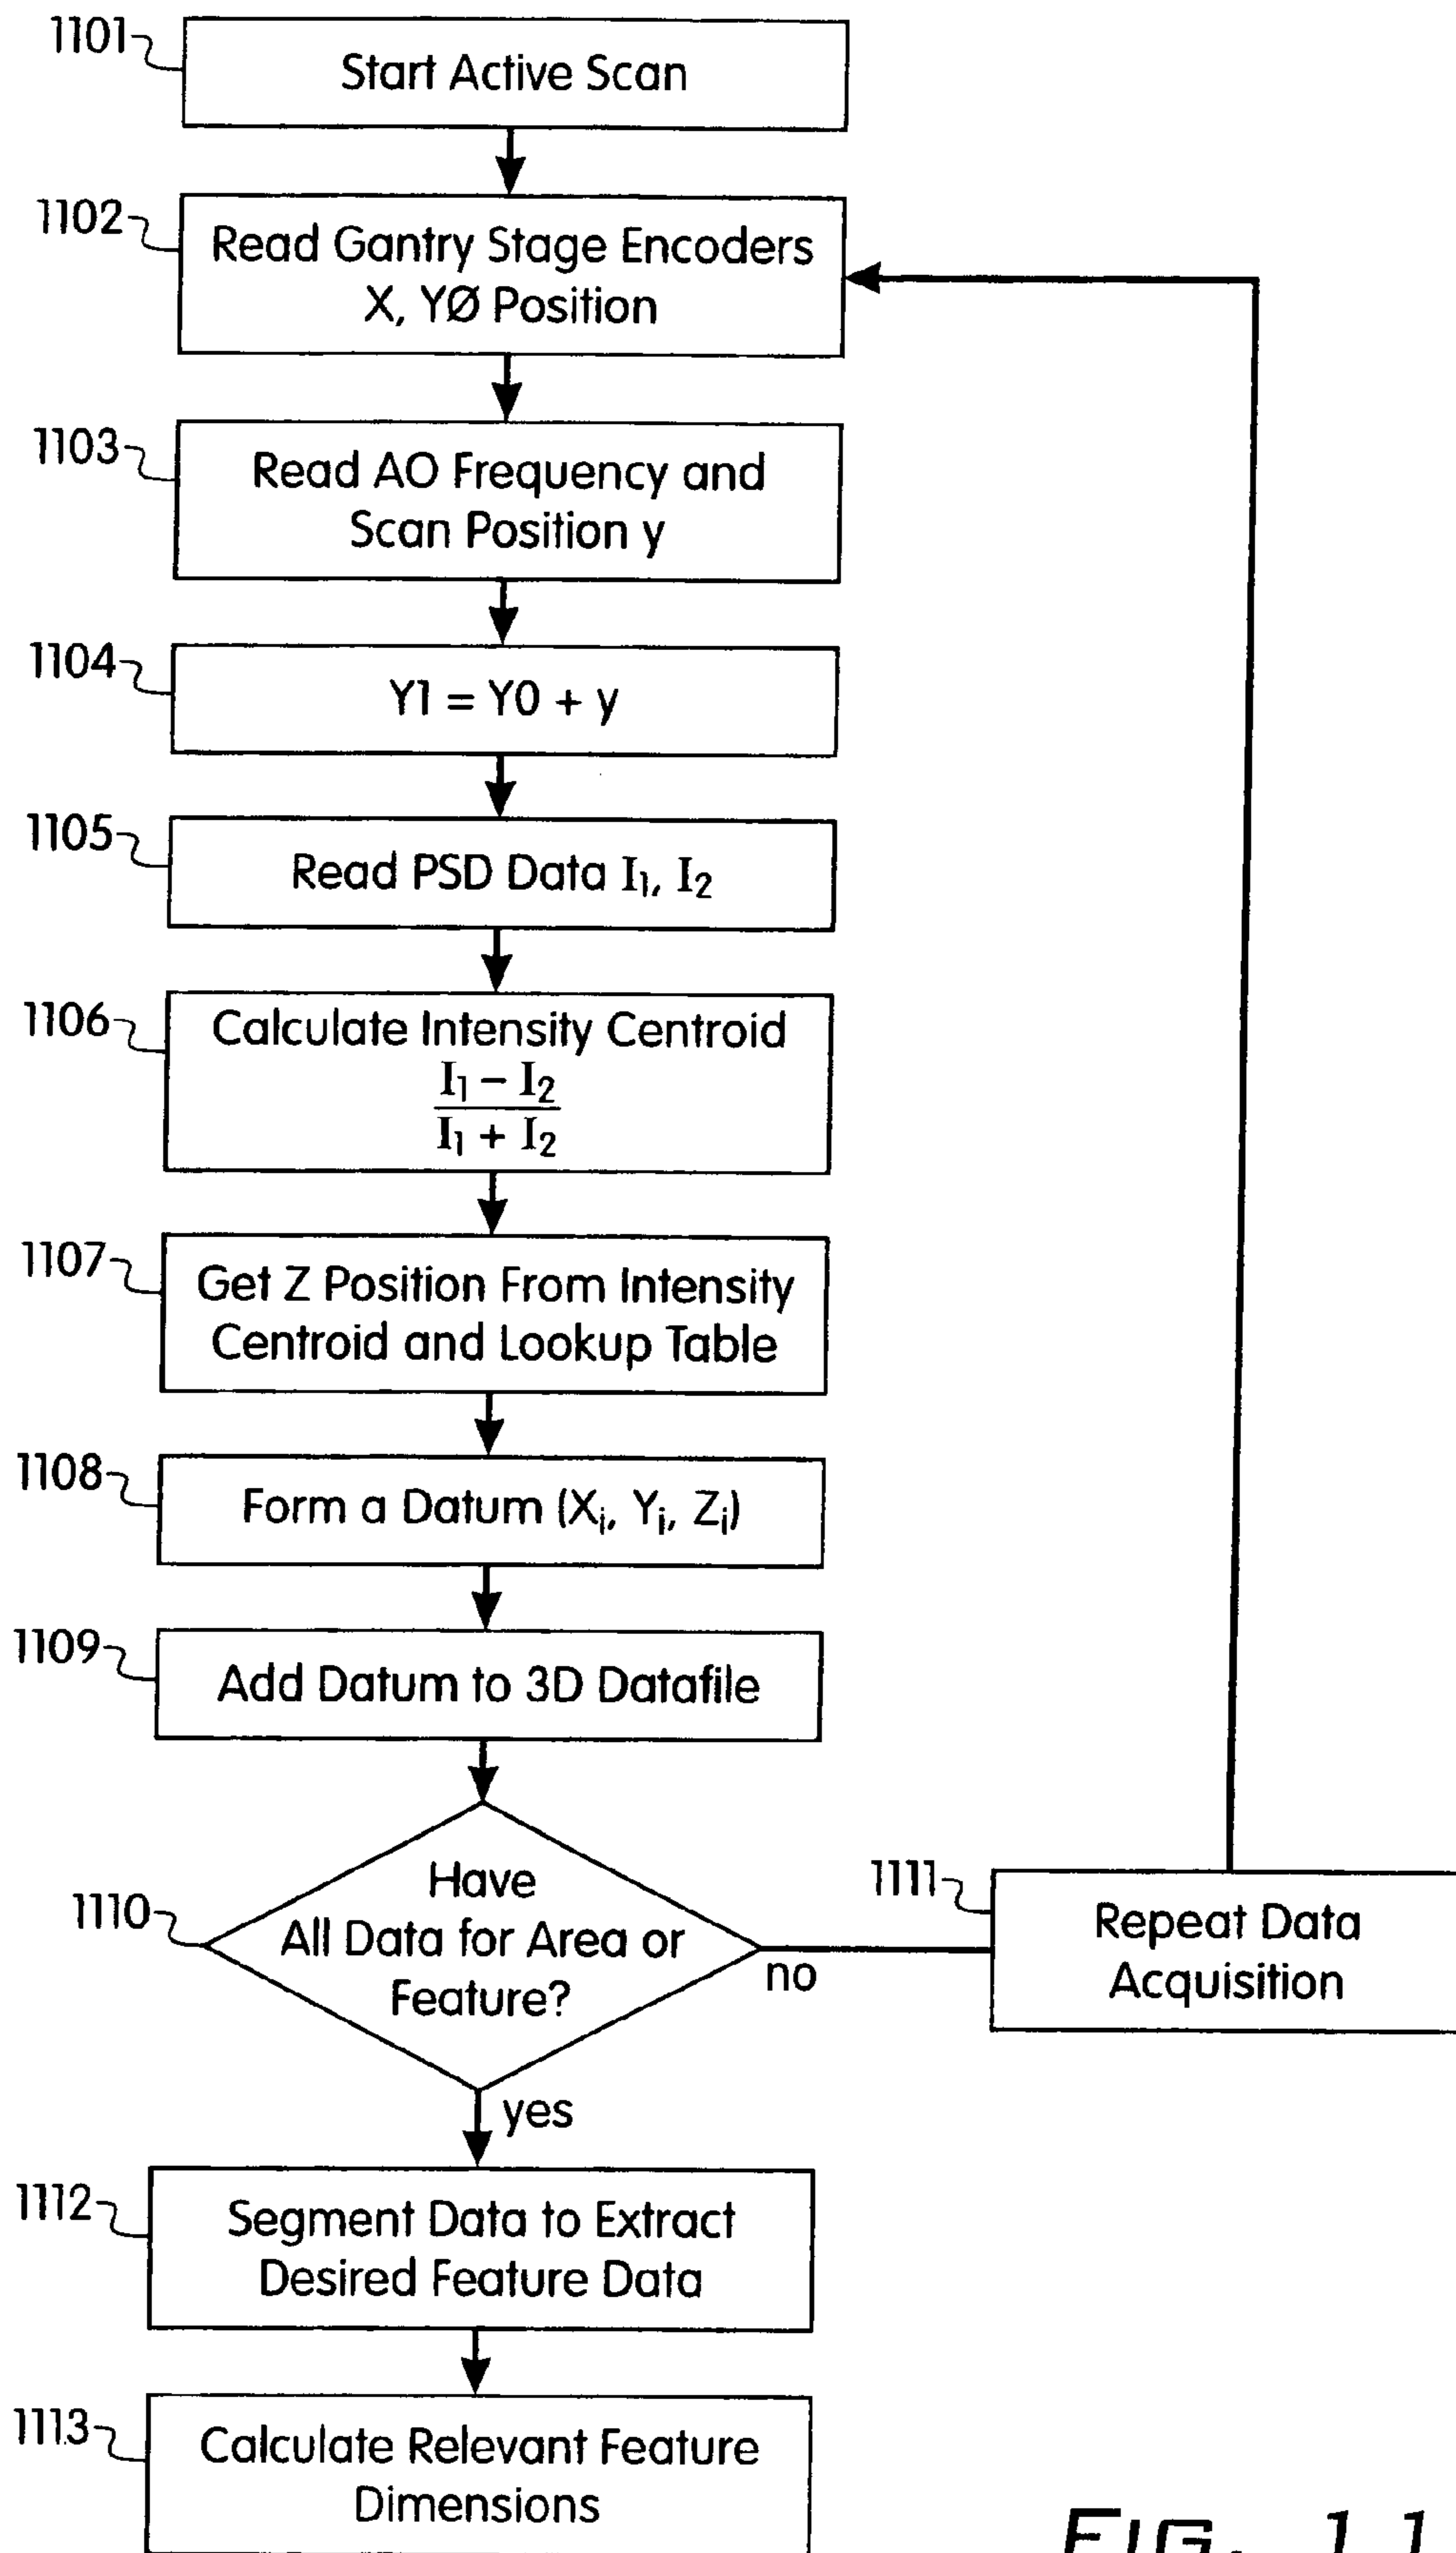 1101
Start Active Scan
1102
Read Gantry Stage Encoders
X, YØ Position
1103
Read AO Frequency and
Scan Position y
1104
Y1 = Y0 + y
1105
Read PSD Data I₁, I₂
1106
Calculate Intensity Centroid
I₁ – I₂
I₁ + I₂
1107
Get Z Position From Intensity
Centroid and Lookup Table
1108
Form a Datum (Xᵢ, Yᵢ, Zᵢ)
1109
Add Datum to 3D Datafile
1110
Have
All Data for Area or
Feature?
no
1111
Repeat Data
Acquisition
yes
1112
Segment Data to Extract
Desired Feature Data
1113
Calculate Relevant Feature
Dimensions
FIG. 11